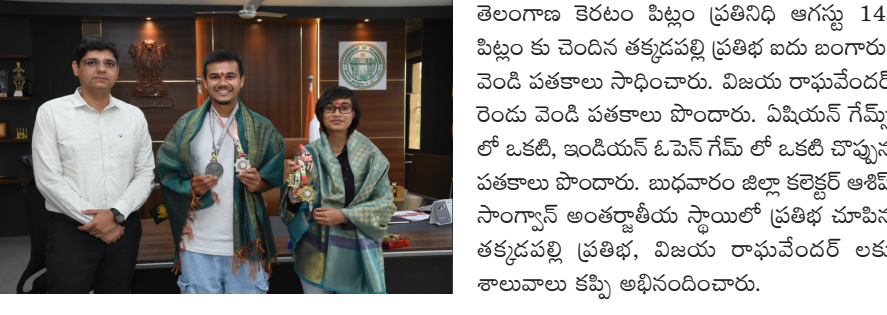 తెలంగాణ కెరటం పిట్లం ప్రతినిధి ఆగస్టు 14
పిట్లం కు చెందిన తక్కడపల్లి ప్రతిభ ఐదు బంగారు
వెండి పతకాలు సాధించారు. విజయ రాఘవేందర్
రెండు వెండి పతకాలు పొందారు. ఏషియన్ గేమ్స్
లో ఒకటి, ఇండియన్ ఓపెన్ గేమ్ లో ఒకటి చొప్పున
పతకాలు పొందారు. బుధవారం జిల్లా కలెక్టర్ ఆశిష్
సాంగ్వాన్ అంతర్జాతీయ స్థాయిలో ప్రతిభ చూపిన
తక్కడపల్లి ప్రతిభ, విజయ రాఘవేందర్ లకు
శాలువాలు కప్పి అభినందించారు.